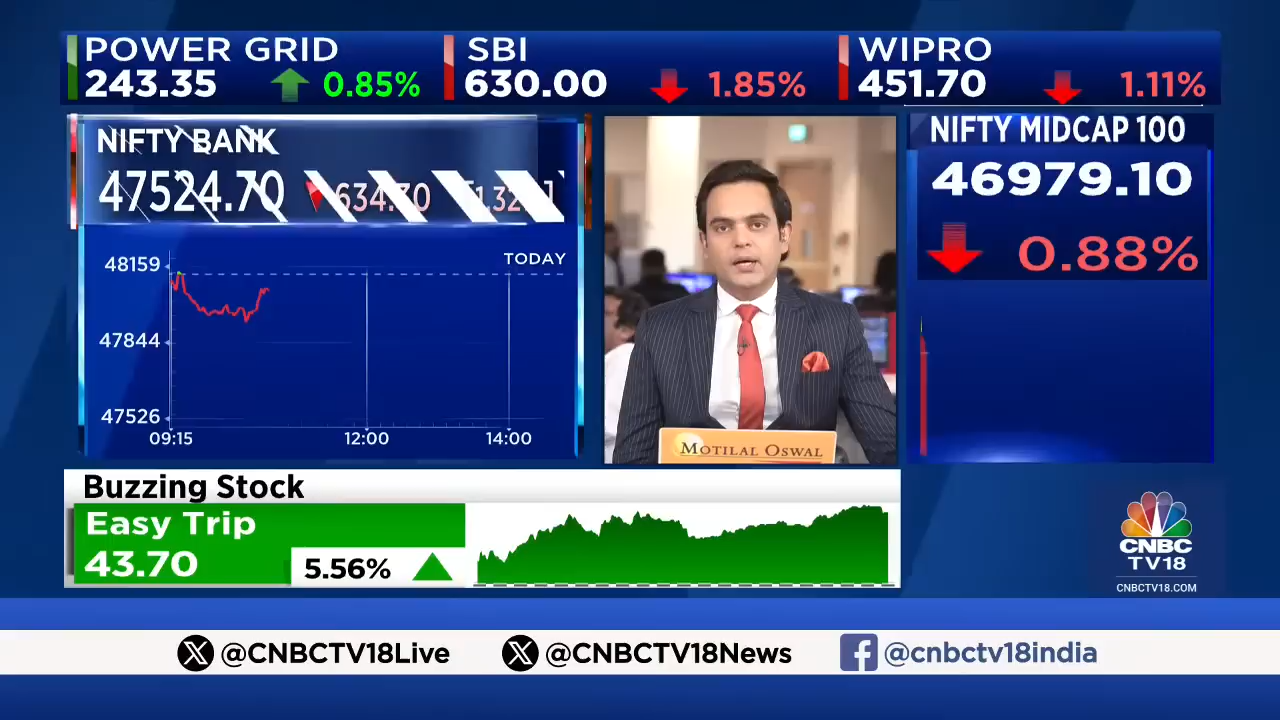 POWER GRID
243.35 0.85%
SBI
630.00 1.85%
WIPRO
451.70 1.11%
NIFTY BANK
47524.70 634.30
TODAY
48159
47844
47526
09:15 12:00 14:00
MOTILAL OSWAL
NIFTY MIDCAP 100
46979.10
0.88%
Buzzing Stock
Easy Trip
43.70
5.56%
CNBC
TV18
CNBCTV18.COM
@CNBCTV18Live @CNBCTV18News @cnbctv18india